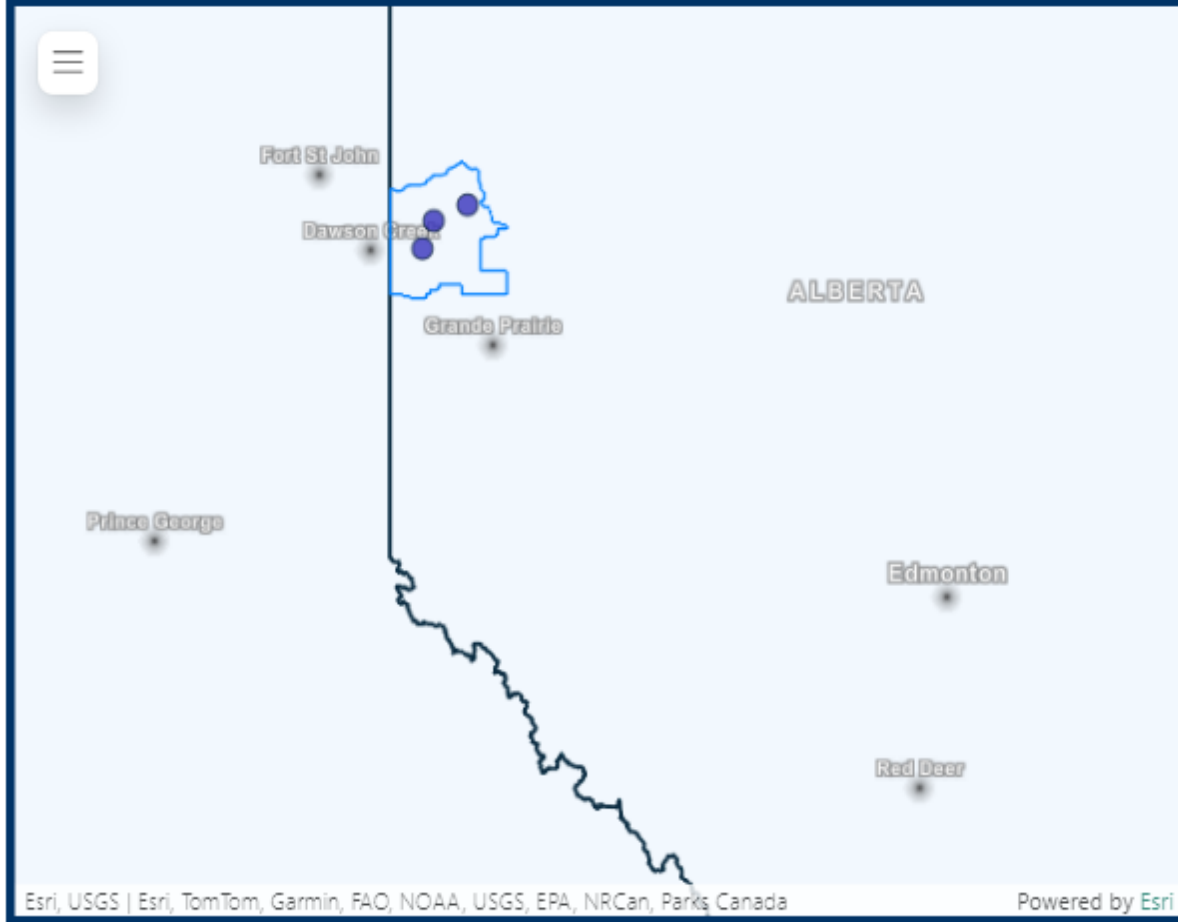 Fort St John
Dawson Creek
ALBERTA
Grande Prairie
Prince George
Edmonton
Red Deer
Esri, USGS | Esri, TomTom, Garmin, FAO, NOAA, USGS, EPA, NRCan, Parks Canada
Powered by Esri